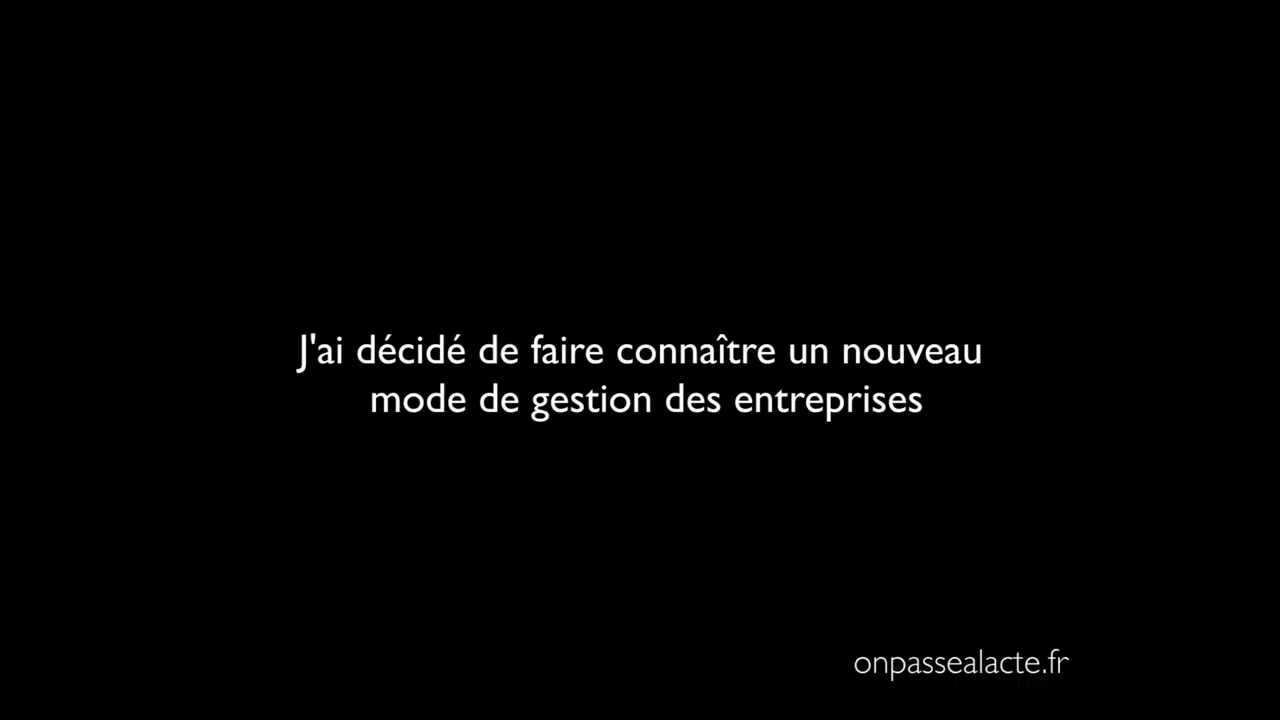 J'ai décidé de faire connaître un nouveau
mode de gestion des entreprises
onpassealacte.fr